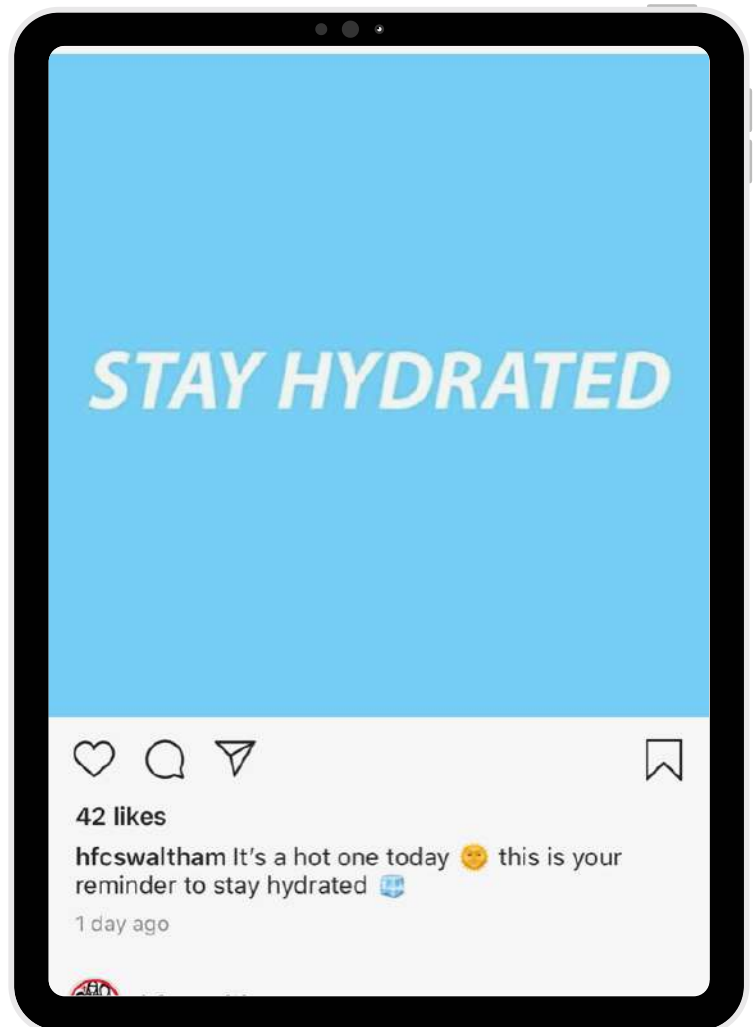 STAY HYDRATED
42 likes
hfcswaltham It's a hot one today 🌞 this is your
reminder to stay hydrated 🧊
1 day ago